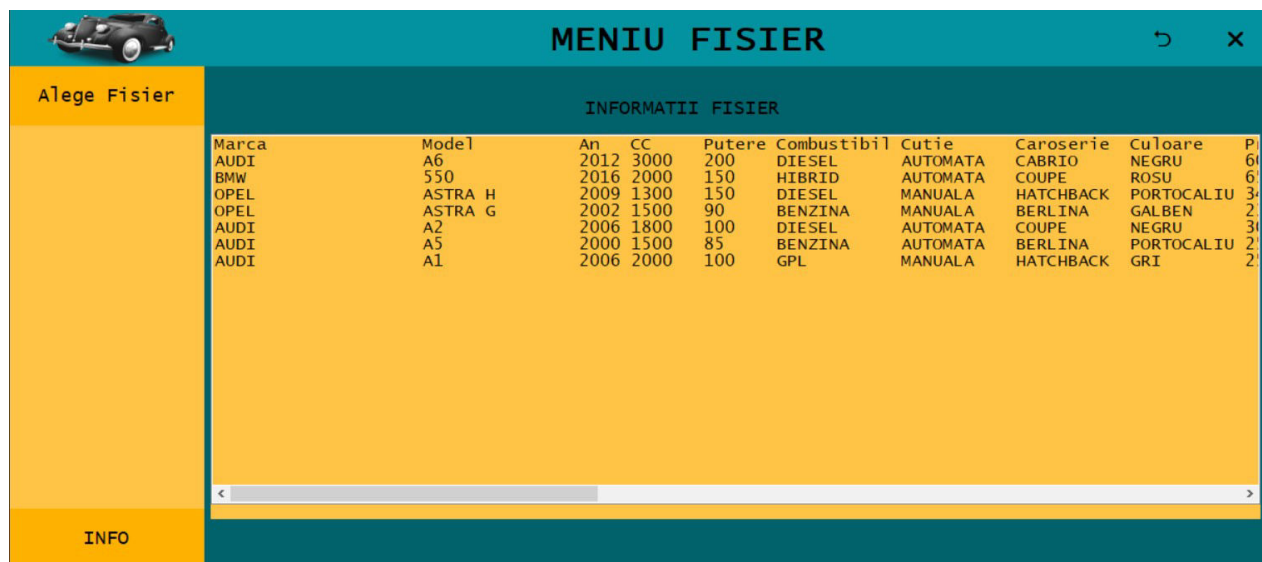 MENIU FISIER
Alege Fisier
INFORMATII FISIER
Marca Model An CC Putere Combustibil Cutie Caroserie Culoare
AUDI A6 2012 3000 200 DIESEL AUTOMATA CABRIO NEGRU
BMW 550 2016 2000 150 HIBRID AUTOMATA COUPE ROSU
OPEL ASTRA H 2009 1300 150 DIESEL MANUALA HATCHBACK PORTOCALIU
OPEL ASTRA G 2002 1500 90 BENZINA MANUALA BERLINA GALBEN
AUDI A2 2006 1800 100 DIESEL AUTOMATA COUPE NEGRU
AUDI A5 2000 1500 85 BENZINA AUTOMATA BERLINA PORTOCALIU
AUDI A1 2006 2000 100 GPL MANUALA HATCHBACK GRI
INFO